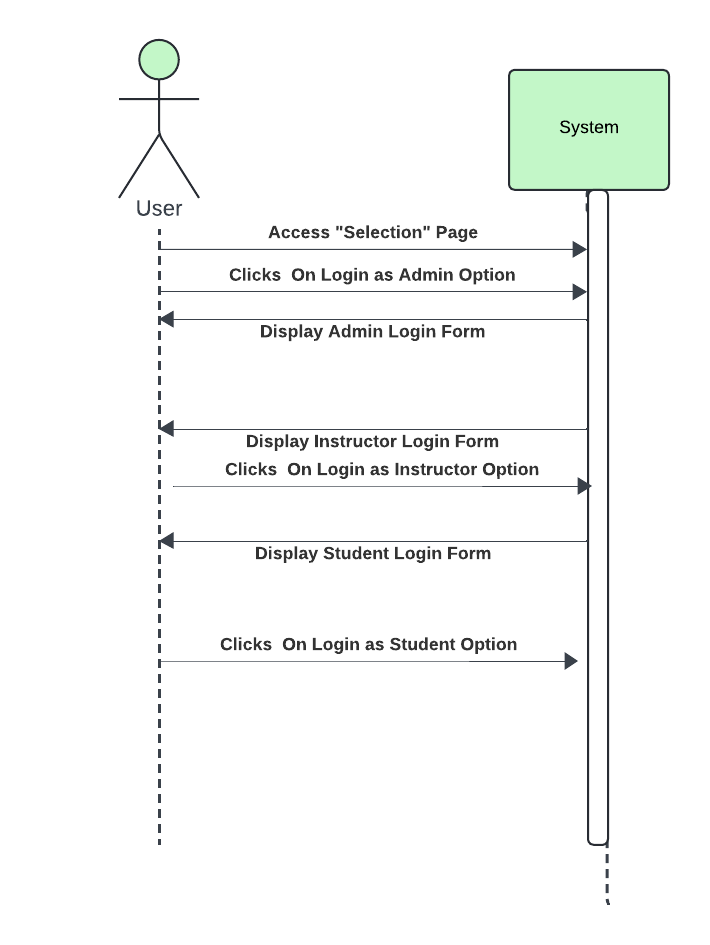 System
User
Access "Selection" Page
Clicks  On Login as Admin Option
Display Admin Login Form
Display Instructor Login Form
Clicks  On Login as Instructor Option
Display Student Login Form
Clicks  On Login as Student Option